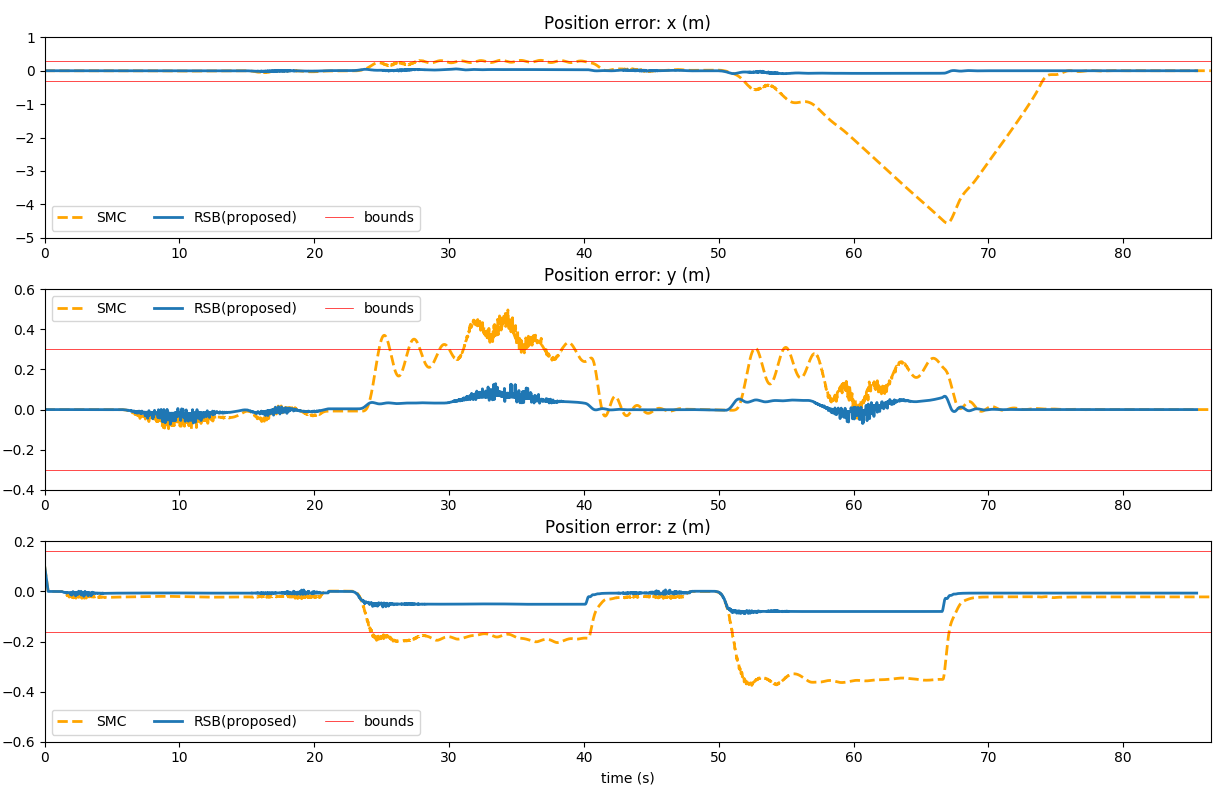 Position error: x (m)
1
0
−1
−2
−3
−4
−5
SMC RSB(proposed) bounds
0 10 20 30 40 50 60 70 80
Position error: y (m)
0.6
0.4
0.2
0.0
−0.2
−0.4
SMC RSB(proposed) bounds
0 10 20 30 40 50 60 70 80
Position error: z (m)
0.2
0.0
−0.2
−0.4
−0.6
SMC RSB(proposed) bounds
0 10 20 30 40 50 60 70 80
time (s)